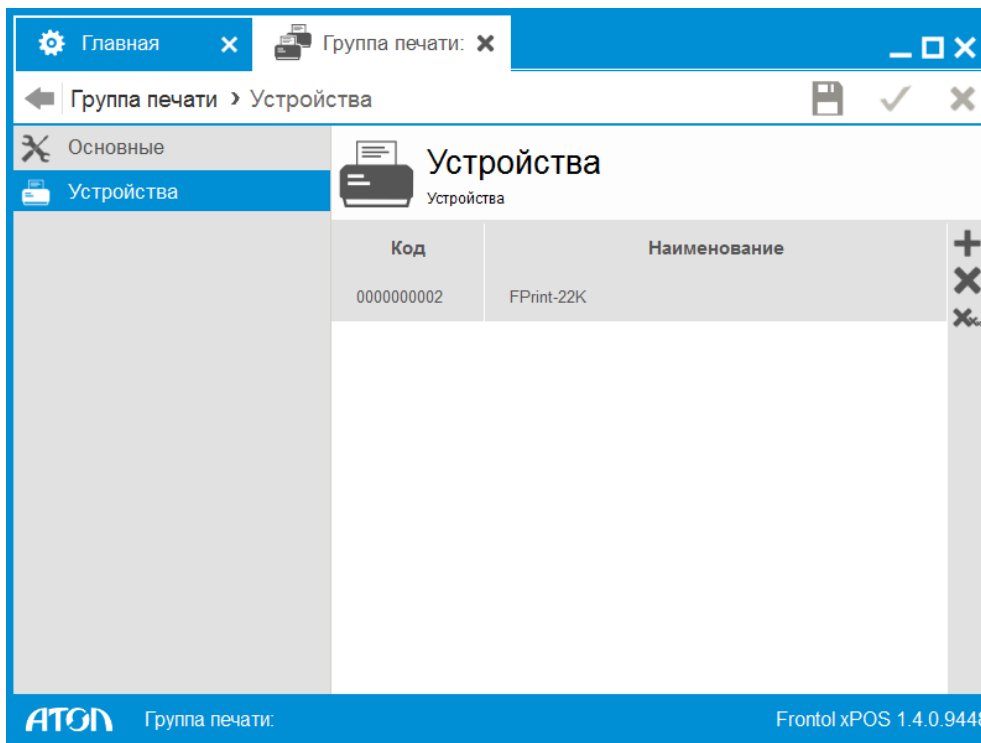 Главная
Группа печати:
Группа печати › Устройства
Основные
Устройства
Устройства
Устройства
Код Наименование
0000000002 FPrint-22K
АТОЛ Группа печати: Frontol xPOS 1.4.0.9448